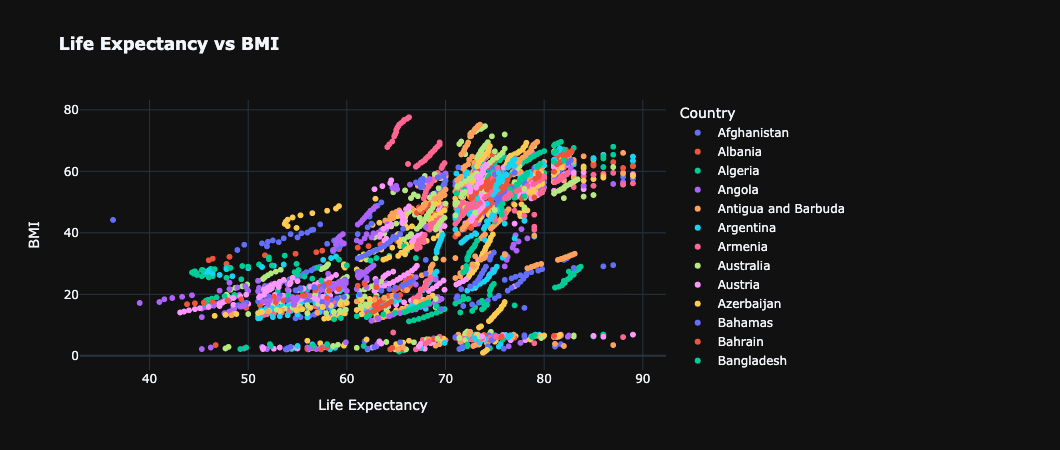 Life Expectancy vs BMI
Country
80
60
40
20
0
BMI
40
50
60
70
80
90
Life Expectancy
Afghanistan
Albania
Algeria
Angola
Antigua and Barbuda
Argentina
Armenia
Australia
Austria
Azerbaijan
Bahamas
Bahrain
Bangladesh